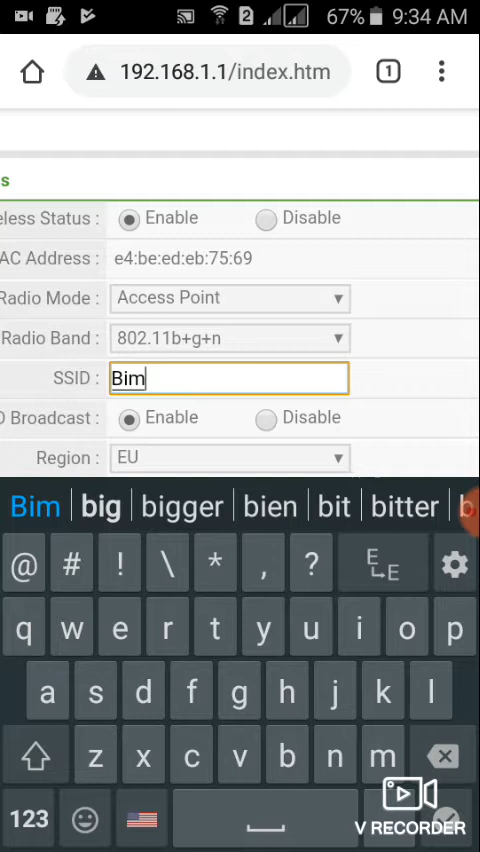 2 67% 9:34 AM
192.168.1.1/index.htm 1
s
eless Status : Enable Disable
AC Address : e4:be:ed:eb:75:69
Radio Mode : Access Point
Radio Band : 802.11b+g+n
SSID : Bim
D Broadcast : Enable Disable
Region : EU
Bim big bigger bien bit bitter b
@ # ! \ * , ? E E
q w e r t y u i o p
a s d f g h j k l
z x c v b n m
123
V RECORDER